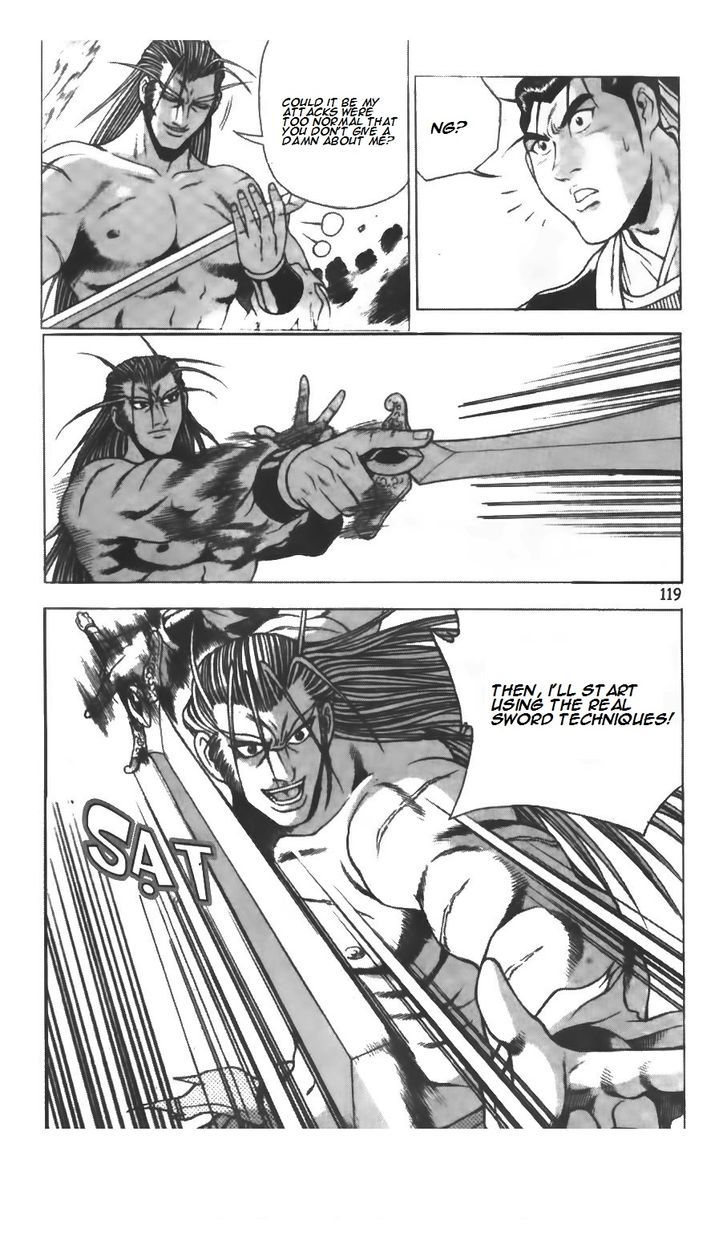 COULD IT BE MY
ATTACKS WERE
TOO NORMAL THAT
YOU DON'T GIVE A
DAMN ABOUT ME?
NG?
119
THEN, I'LL START
USING THE REAL
SWORD TECHNIQUES!
SẠT